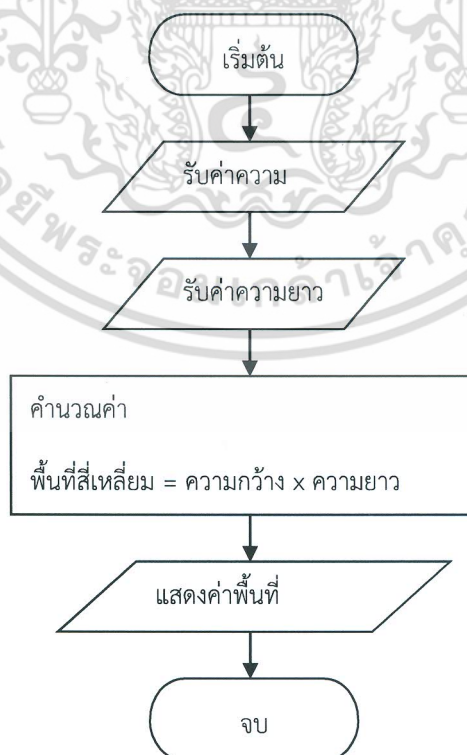 เริ่มต้น
รับค่าความ
รับค่าความยาว
คำนวณค่า
พื้นที่สี่เหลี่ยม = ความกว้าง x ความยาว
แสดงค่าพื้นที่
จบ